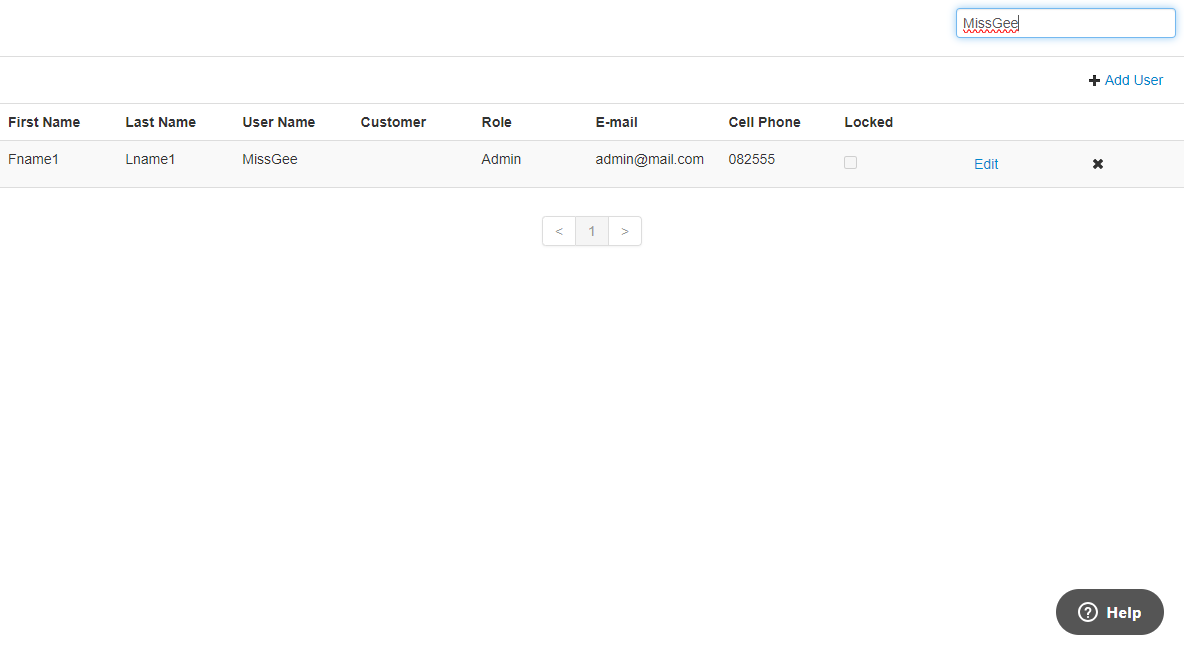 MissGee
Add User
First Name Last Name User Name Customer Role E-mail Cell Phone Locked
Fname1 Lname1 MissGee Admin admin@mail.com 082555 Edit
< 1 >
? Help